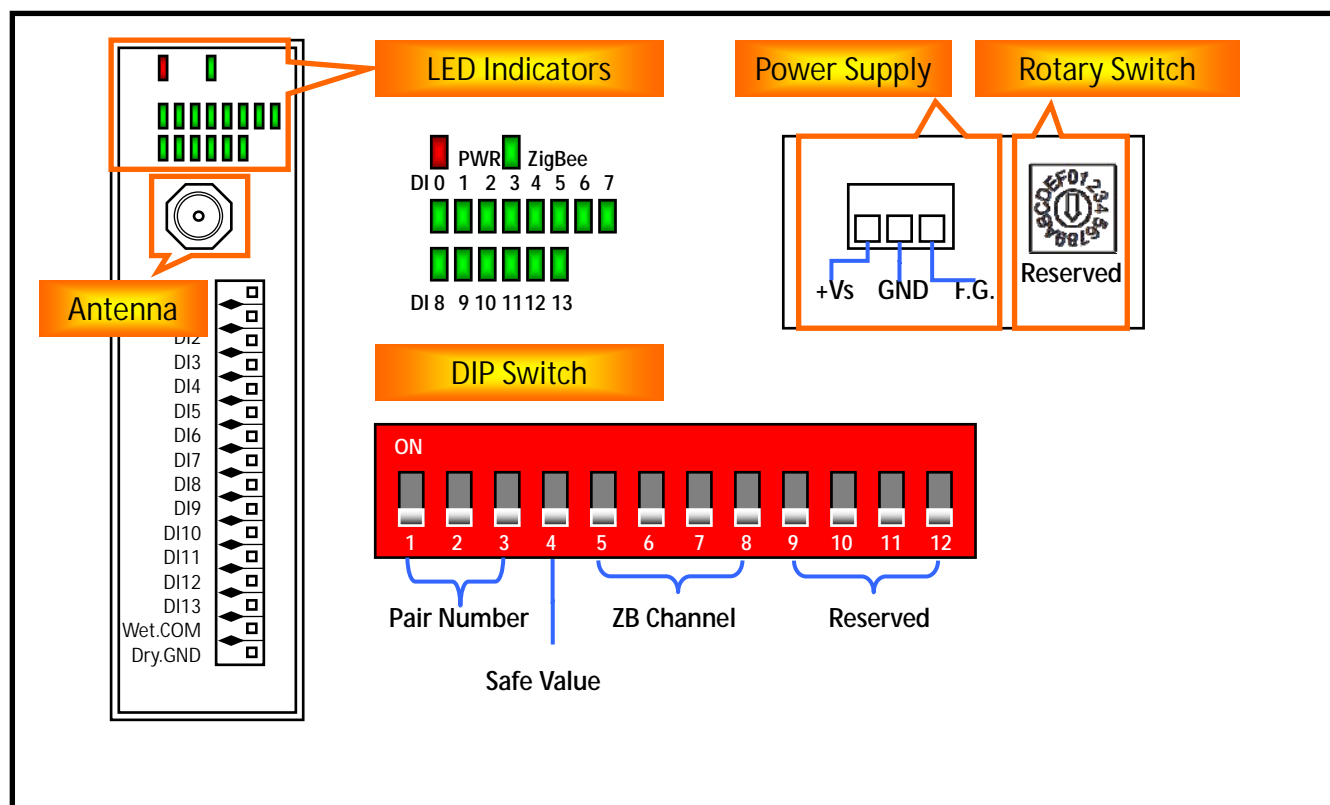 LED Indicators
Power Supply
Rotary Switch
PWR ZigBee
DI 0 1 2 3 4 5 6 7
DI 8 9 10 11 12 13
+Vs GND F.G.
0123456789ABCDEF
Reserved
Antenna
DI2
DI3
DI4
DI5
DI6
DI7
DI8
DI9
DI10
DI11
DI12
DI13
Wet.COM
Dry.GND
DIP Switch
ON
1 2 3 4 5 6 7 8 9 10 11 12
Pair Number
ZB Channel
Reserved
Safe Value